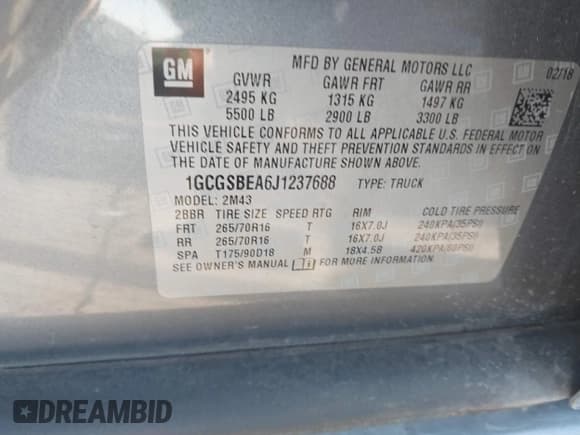 GM
MFD BY GENERAL MOTORS LLC 02/18
GVWR GAWR FRT GAWR RR
2495 KG 1315 KG 1497 KG
5500 LB 2900 LB 3300 LB
THIS VEHICLE CONFORMS TO ALL APPLICABLE U.S. FEDERAL MOTOR
VEHICLE SAFETY AND THEFT PREVENTION STANDARDS IN EFFECT ON
THE DATE OF MANUFACTURE SHOWN ABOVE.
1GCGSBEA6J1237688 TYPE: TRUCK
MODEL: 2M43
2BBR TIRE SIZE SPEED RTG RIM COLD TIRE PRESSURE
FRT 265/70R16 T 16X7.0J 240KPA(35PSI)
RR 265/70R16 T 16X7.0J 240KPA(35PSI)
SPA T175/90D18 M 18X4.5B 420KPA(60PSI)
SEE OWNER'S MANUAL i FOR MORE INFORMATION.
DREAMBID